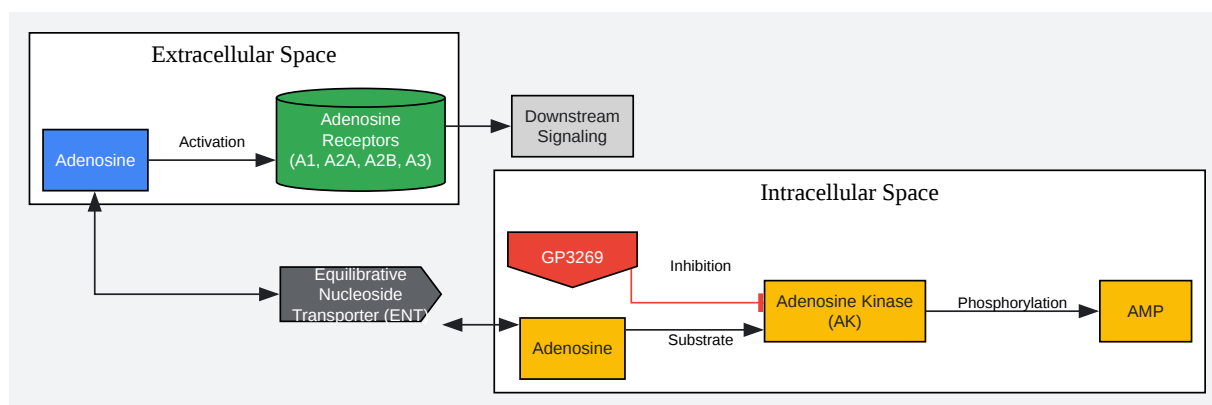 Extracellular Space
Adenosine
Activation
Adenosine
Receptors
(A1, A2A, A2B, A3)
Downstream
Signaling
Intracellular Space
GP3269
Inhibition
Equilibrative
Nucleoside
Transporter (ENT)
Adenosine
Substrate
Adenosine Kinase
(AK)
Phosphorylation
AMP